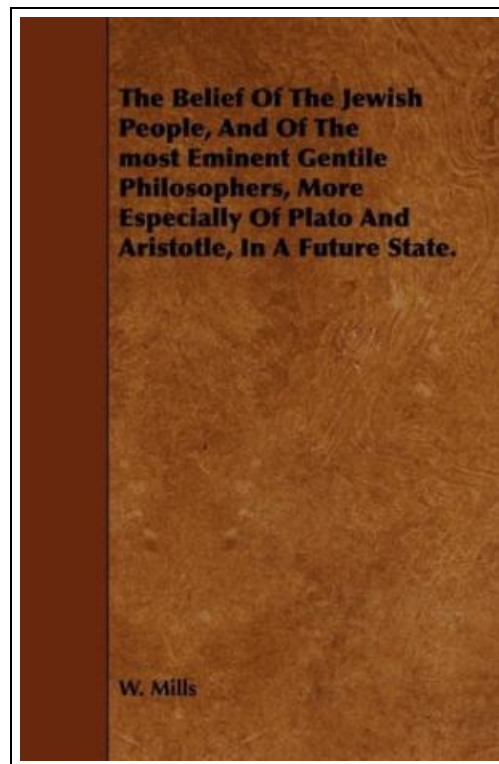 The Belief Of The Jewish
People, And Of The
most Eminent Gentile
Philosophers, More
Especially Of Plato And
Aristotle, In A Future State.
W. Mills